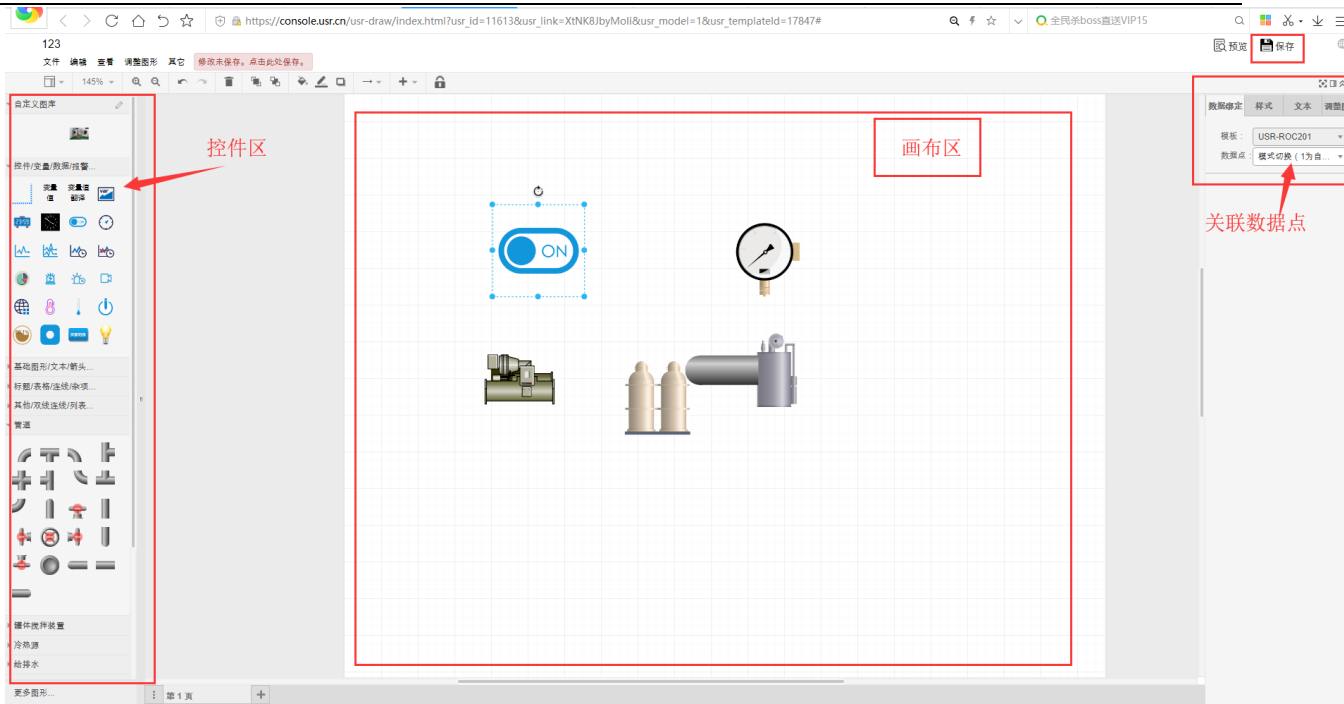 https://console.usr.cn/usr-draw/index.html?usr_id=11613&usr_link=XtNK8JbyMoIi&usr_model=1&usr_templateId=17847#
全民杀boss直送VIP15
123
预览
保存
文件 编辑 查看 调整图形 其它 修改未保存。点击此处保存。
145%
自定义图库
控件区
画布区
数据绑定 样式 文本
模板: USR-ROC201
数据点: 模式切换(1为自...
关联数据点
控件/变量/数据/报警...
变量值
变量值翻译
ON
基础图形/文本/箭头...
标题/表格/连线/杂项...
其他/双线连线/列表...
管道
罐体搅拌装置
冷热源
给排水
更多图形...
第1页